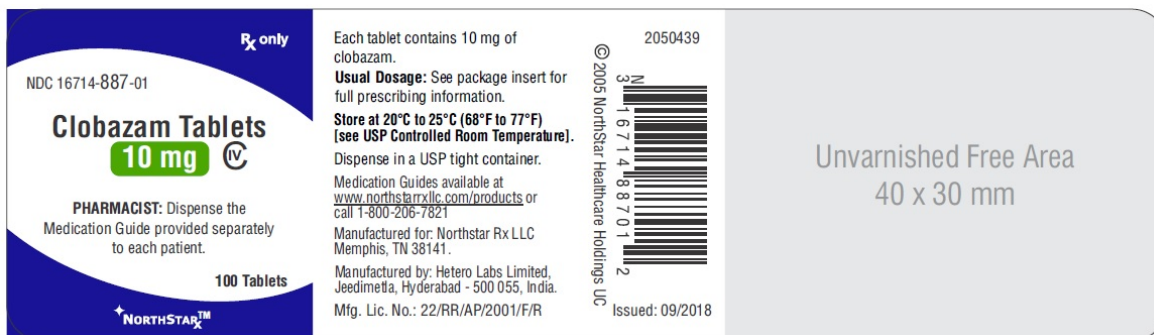 Rx only
NDC 16714-887-01
Clobazam Tablets
10 mg CIV
PHARMACIST: Dispense the
Medication Guide provided separately
to each patient.
100 Tablets
NORTHSTARx™
Each tablet contains 10 mg of
clobazam.
Usual Dosage: See package insert for
full prescribing information.
Store at 20°C to 25°C (68°F to 77°F)
[see USP Controlled Room Temperature].
Dispense in a USP tight container.
Medication Guides available at
www.northstarrxllc.com/products or
call 1-800-206-7821
Manufactured for: Northstar Rx LLC
Memphis, TN 38141.
Manufactured by: Hetero Labs Limited,
Jeedimetla, Hyderabad - 500 055, India.
Mfg. Lic. No.: 22/RR/AP/2001/F/R
© 2005 NorthStar Healthcare Holdings UC
2050439
N
3 16714 88701 2
Issued: 09/2018
Unvarnished Free Area
40 x 30 mm